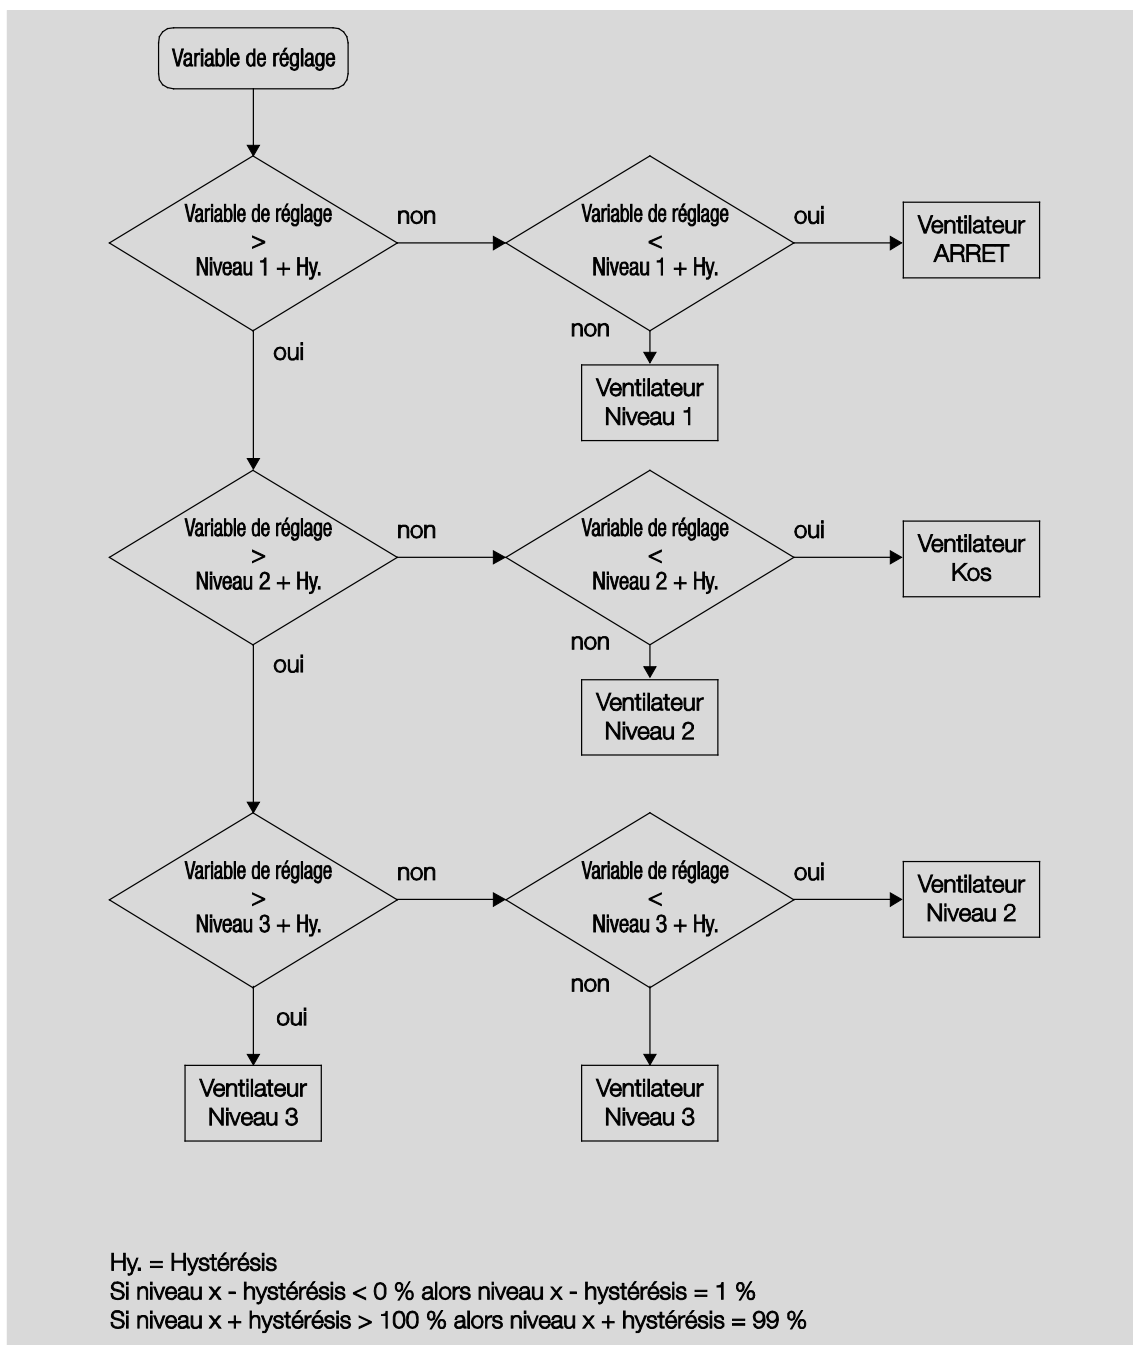 Variable de réglage
Variable de réglage
>
Niveau 1 + Hy.
non
Variable de réglage
<
Niveau 1 + Hy.
oui
Ventilateur
ARRET
oui
non
Ventilateur
Niveau 1
Variable de réglage
>
Niveau 2 + Hy.
non
Variable de réglage
<
Niveau 2 + Hy.
oui
Ventilateur
Kos
oui
non
Ventilateur
Niveau 2
Variable de réglage
>
Niveau 3 + Hy.
non
Variable de réglage
<
Niveau 3 + Hy.
oui
Ventilateur
Niveau 2
oui
non
Ventilateur
Niveau 3
Ventilateur
Niveau 3
Hy. = Hystérésis
Si niveau x - hystérésis < 0 % alors niveau x - hystérésis = 1 %
Si niveau x + hystérésis > 100 % alors niveau x + hystérésis = 99 %